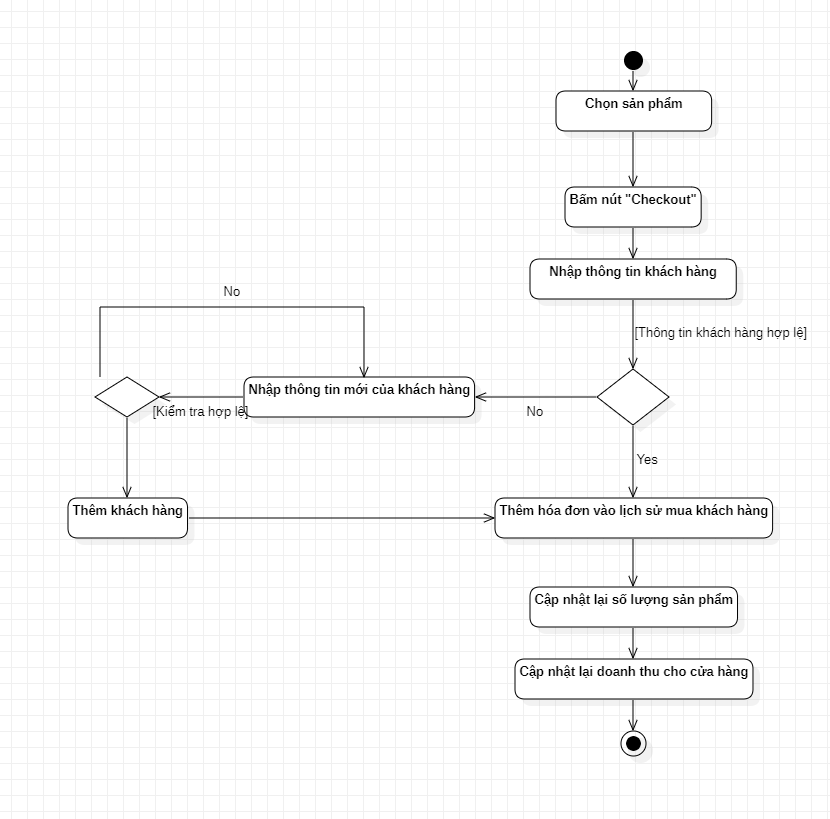 Chọn sản phẩm
Bấm nút "Checkout"
Nhập thông tin khách hàng
[Thông tin khách hàng hợp lệ]
No
Nhập thông tin mới của khách hàng
[Kiểm tra hợp lệ]
No
Yes
Thêm khách hàng
Thêm hóa đơn vào lịch sử mua khách hàng
Cập nhật lại số lượng sản phẩm
Cập nhật lại doanh thu cho cửa hàng